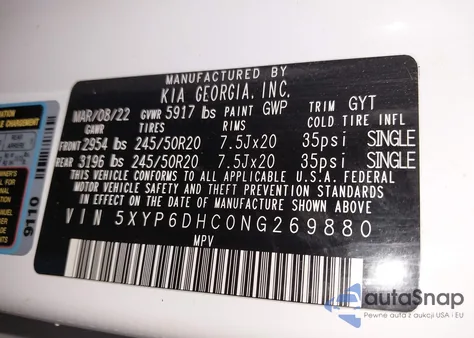 MANUFACTURED BY
KIA GEORGIA, INC.
MAR/08/22 GVWR 5917 lbs PAINT GWP TRIM GYT
GAWR TIRES RIMS COLD TIRE INFL
FRONT 2954 lbs 245/50R20 7.5Jx20 35psi SINGLE
REAR 3196 lbs 245/50R20 7.5Jx20 35psi SINGLE
THIS VEHICLE CONFORMS TO ALL APPLICABLE U.S.A. FEDERAL
MOTOR VEHICLE SAFETY AND THEFT PREVENTION STANDARDS
IN EFFECT ON THE DATE OF MANUFACTURE SHOWN ABOVE
VIN 5XYP6DHC0NG269880
MPV
9110
autoSnap
Pewne auta z aukcji USA i EU